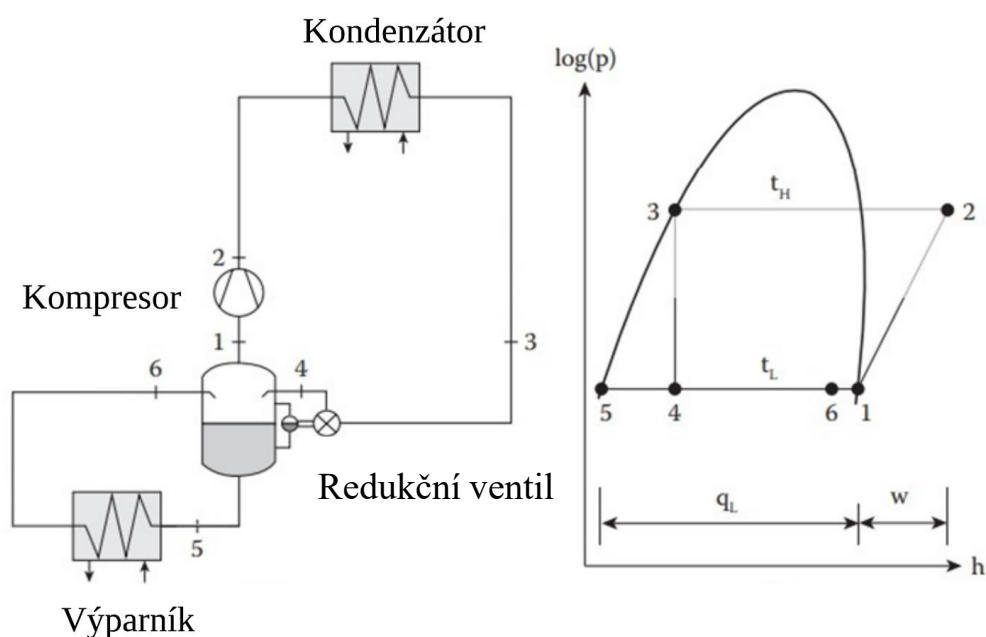 Kondenzátor
2
Kompresor
1
3
6
4
Redukční ventil
5
Výparník
log(p)
t_H
3
2
t_L
5
4
6
1
q_L
w
h